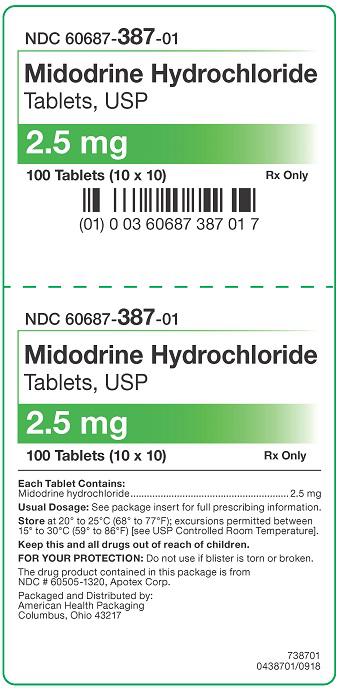 NDC 60687-387-01
Midodrine Hydrochloride
Tablets, USP
2.5 mg
100 Tablets (10 x 10) Rx Only
(01) 0 03 60687 387 01 7
NDC 60687-387-01
Midodrine Hydrochloride
Tablets, USP
2.5 mg
100 Tablets (10 x 10) Rx Only
Each Tablet Contains:
Midodrine hydrochloride............................................................ 2.5 mg
Usual Dosage: See package insert for full prescribing information.
Store at 20° to 25°C (68° to 77°F); excursions permitted between
15° to 30°C (59° to 86°F) [see USP Controlled Room Temperature].
Keep this and all drugs out of reach of children.
FOR YOUR PROTECTION: Do not use if blister is torn or broken.
The drug product contained in this package is from
NDC # 60505-1320, Apotex Corp.
Packaged and Distributed by:
American Health Packaging
Columbus, Ohio 43217
738701
0438701/0918